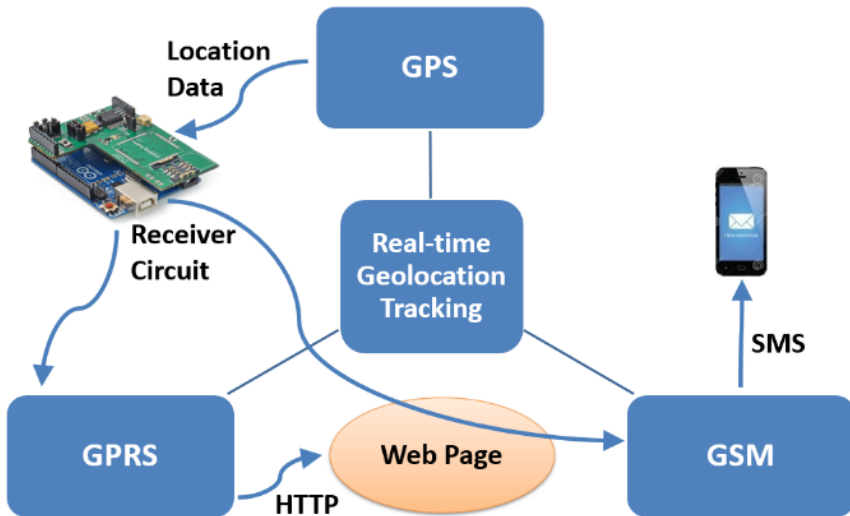 Location
Data
GPS
Receiver
Circuit
Real-time
Geolocation
Tracking
SMS
GPRS
HTTP
Web Page
GSM